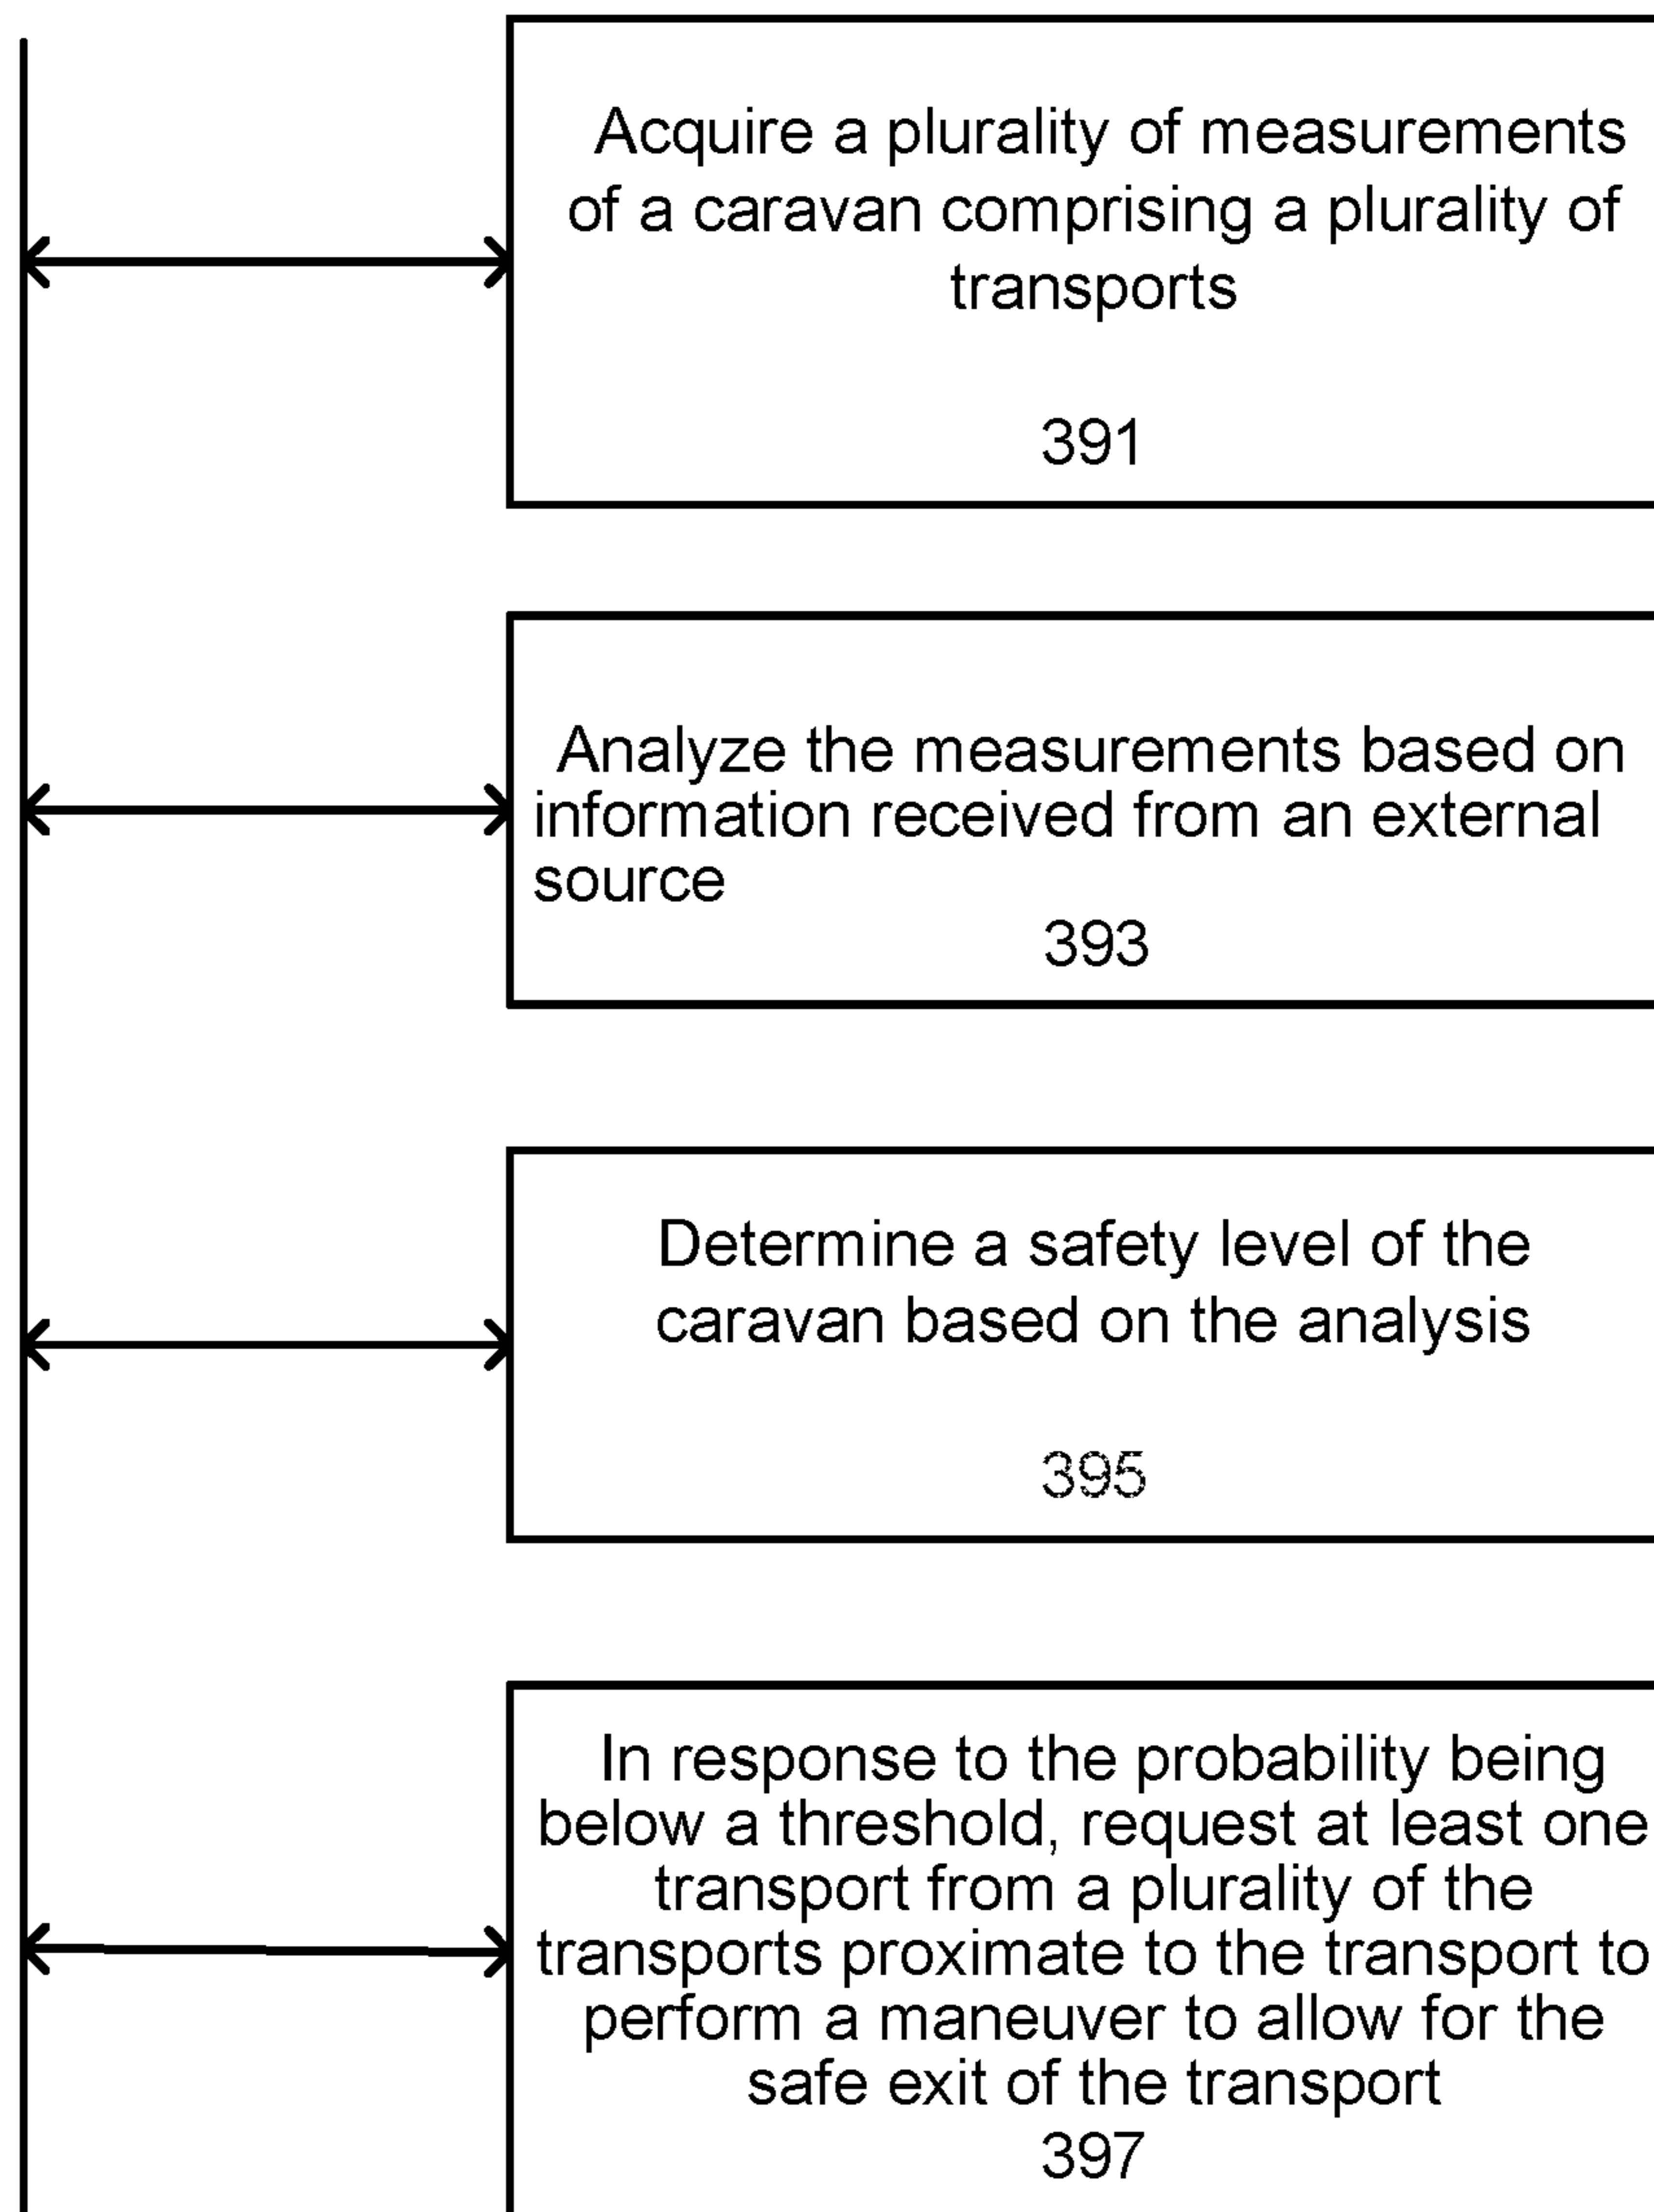 Acquire a plurality of measurements
of a caravan comprising a plurality of
transports
391
Analyze the measurements based on
information received from an external
source
393
Determine a safety level of the
caravan based on the analysis
395
In response to the probability being
below a threshold, request at least one
transport from a plurality of the
transports proximate to the transport to
perform a maneuver to allow for the
safe exit of the transport
397